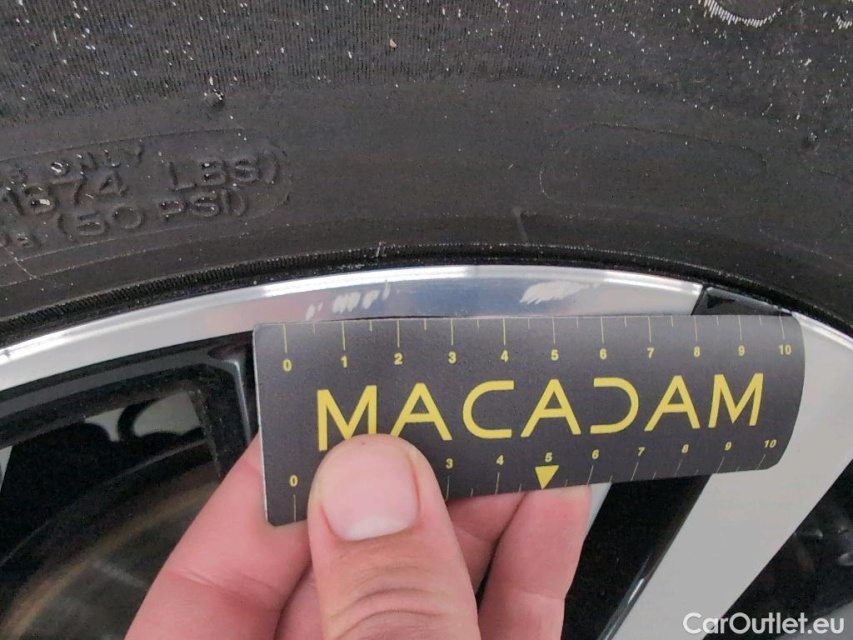 ONLY
1874 LBS)
(50 PSI)
0 1 2 3 4 5 6 7 8 9 10
MACADAM
0 3 4 5 6 7 8 9 10
CarOutlet.eu